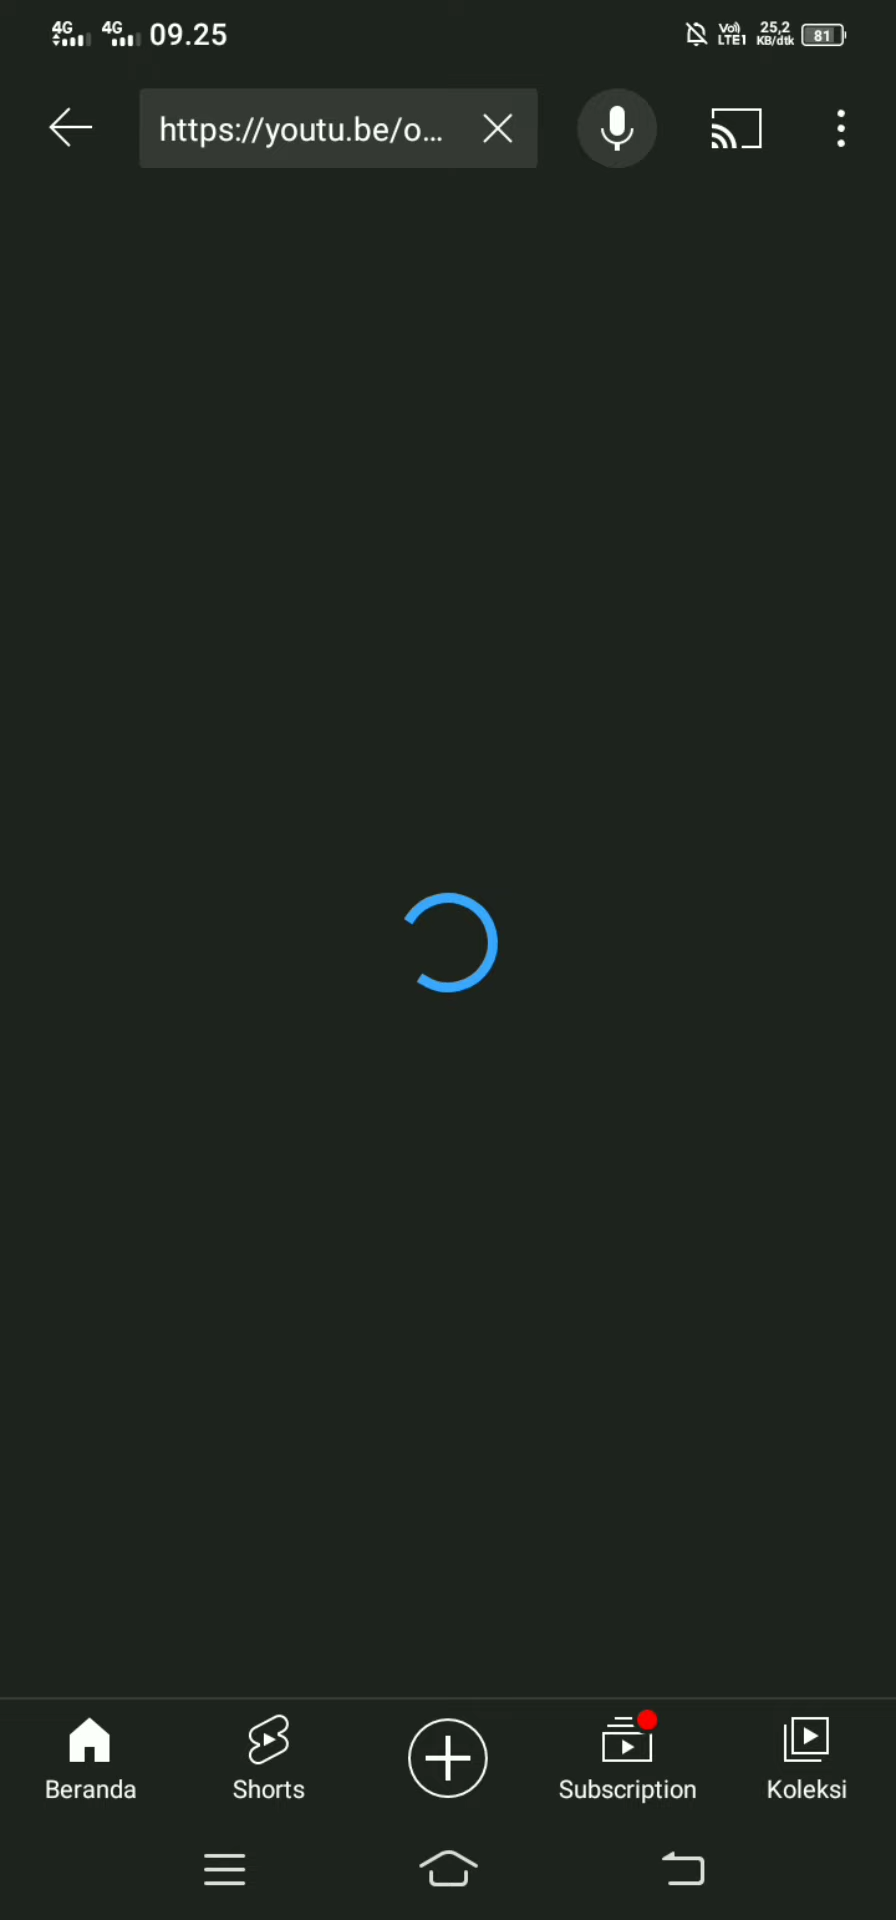 4G 4G 09.25 Vo)) LTE1 25,2 KB/dtk 81
https://youtu.be/o...
Beranda Shorts Subscription Koleksi